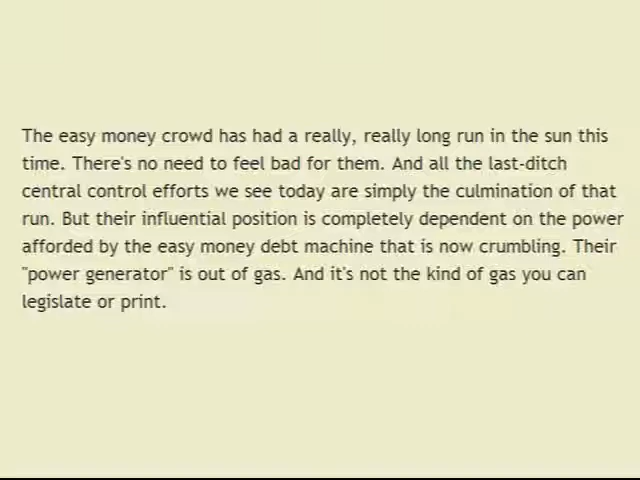 The easy money crowd has had a really, really long run in the sun this
time. There's no need to feel bad for them. And all the last-ditch
central control efforts we see today are simply the culmination of that
run. But their influential position is completely dependent on the power
afforded by the easy money debt machine that is now crumbling. Their
"power generator" is out of gas. And it's not the kind of gas you can
legislate or print.